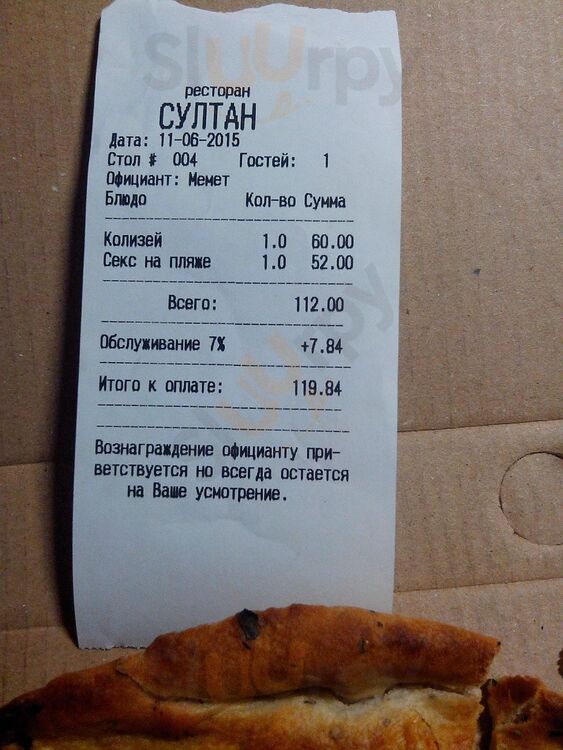 Sluurpy
ресторан
СУЛТАН
Дата: 11-06-2015
Стол # 004 Гостей: 1
Официант: Мемет
Блюдо Кол-во Сумма
Колизей 1.0 60.00
Секс на пляже 1.0 52.00
Всего: 112.00
Обслуживание 7% +7.84
Итого к оплате: 119.84
Вознаграждение официанту при-
ветствуется но всегда остается
на Ваше усмотрение.